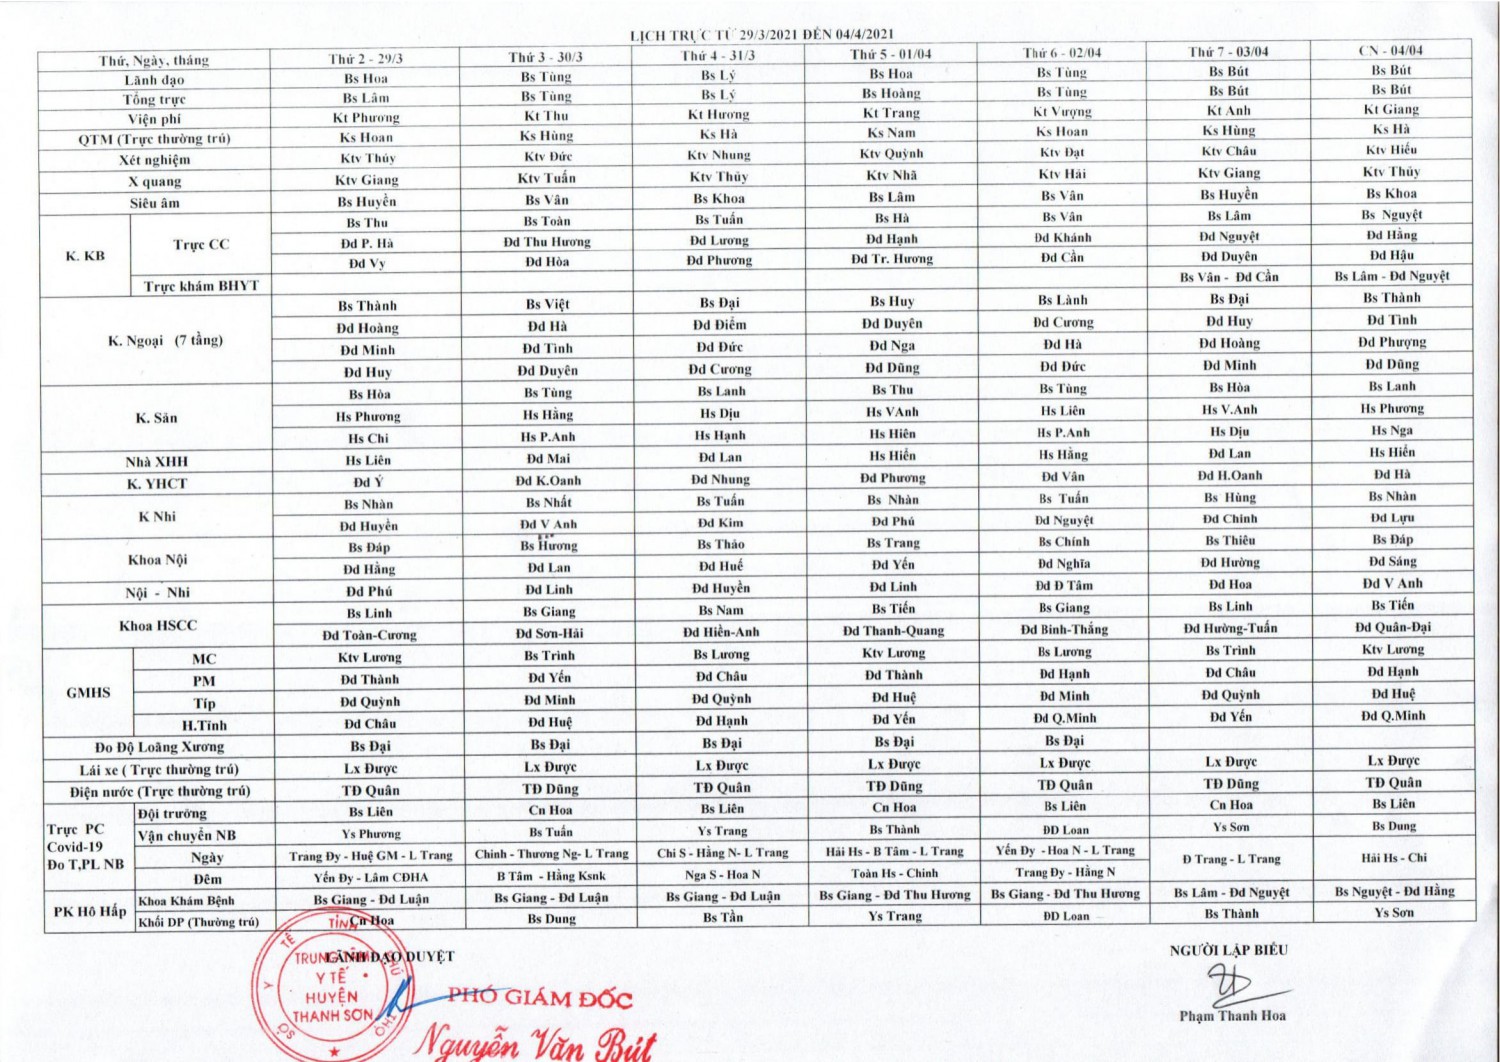 LỊCH TRỰC TỪ 29/3/2021 ĐẾN 04/4/2021
Thứ, Ngày, tháng Thứ 2 - 29/3 Thứ 3 - 30/3 Thứ 4 - 31/3 Thứ 5 - 01/04 Thứ 6 - 02/04 Thứ 7 - 03/04 CN - 04/04
Lãnh đạo Bs Hoa Bs Tùng Bs Lý Bs Hoa Bs Tùng Bs Bút Bs Bút
Tổng trực Bs Lâm Bs Tùng Bs Lý Bs Hoàng Bs Tùng Bs Bút Bs Bút
Viện phí Kt Phương Kt Thu Kt Hương Kt Trang Kt Vượng Kt Anh Kt Giang
QTM (Trực thường trú) Ks Hoan Ks Hùng Ks Hà Ks Nam Ks Hoan Ks Hùng Ks Hà
Xét nghiệm Ktv Thúy Ktv Đức Ktv Nhung Ktv Quỳnh Ktv Đạt Ktv Châu Ktv Hiếu
X quang Ktv Giang Ktv Tuấn Ktv Thủy Ktv Nhã Ktv Hải Ktv Giang Ktv Thủy
Siêu âm Bs Huyền Bs Vân Bs Khoa Bs Lâm Bs Vân Bs Huyền Bs Khoa
K. KB Trực CC Bs Thu Bs Toàn Bs Tuấn Bs Hà Bs Vân Bs Lâm Bs Nguyệt
Đd P. Hà Đd Thu Hương Đd Lương Đd Hạnh Đd Khánh Đd Nguyệt Đd Hằng
Đd Vy Đd Hòa Đd Phương Đd Tr. Hương Đd Cần Đd Duyên Đd Hậu
Trực khám BHYT Bs Vân - Đd Cần Bs Lâm - Đd Nguyệt
K. Ngoại (7 tầng) Bs Thành Bs Việt Bs Đại Bs Huy Bs Lành Bs Đại Bs Thành
Đd Hoàng Đd Hà Đd Điểm Đd Duyên Đd Cương Đd Huy Đd Tình
Đd Minh Đd Tình Đd Đức Đd Nga Đd Hà Đd Hoàng Đd Phượng
Đd Huy Đd Duyên Đd Cương Đd Dũng Đd Đức Đd Minh Đd Dũng
K. Sản Bs Hòa Bs Tùng Bs Lanh Bs Thu Bs Tùng Bs Hòa Bs Lanh
Hs Phương Hs Hằng Hs Dịu Hs VAnh Hs Liên Hs V.Anh Hs Phương
Hs Chi Hs P.Anh Hs Hạnh Hs Hiên Hs P.Anh Hs Dịu Hs Nga
Nhà XHH Hs Liên Đd Mai Đd Lan Hs Hiển Hs Hằng Đd Lan Hs Hiển
K. YHCT Đd Ý Đd K.Oanh Đd Nhung Đd Phương Đd Vân Đd H.Oanh Đd Hà
K Nhi Bs Nhàn Bs Nhất Bs Tuấn Bs Nhàn Bs Tuấn Bs Hùng Bs Nhàn
Đd Huyền Đd V Anh Đd Kim Đd Phú Đd Nguyệt Đd Chinh Đd Lựu
Khoa Nội Bs Đáp Bs Hương Bs Thảo Bs Trang Bs Chính Bs Thiêu Bs Đáp
Đd Hằng Đd Lan Đd Huế Đd Yến Đd Nghĩa Đd Hường Đd Sáng
Nội - Nhi Đd Phú Đd Linh Đd Huyền Đd Linh Đd Đ Tâm Đd Hoa Đd V Anh
Khoa HSCC Bs Linh Bs Giang Bs Nam Bs Tiến Bs Giang Bs Linh Bs Tiến
Đd Toàn-Cương Đd Sơn-Hải Đd Hiền-Anh Đd Thanh-Quang Đd Bình-Thắng Đd Hường-Tuấn Đd Quân-Đại
GMHS MC Ktv Lương Bs Trình Bs Lương Ktv Lương Bs Lương Bs Trình Ktv Lương
PM Đd Thành Đd Yến Đd Châu Đd Thành Đd Hạnh Đd Châu Đd Hạnh
Típ Đd Quỳnh Đd Minh Đd Quỳnh Đd Huệ Đd Minh Đd Quỳnh Đd Huệ
H.Tỉnh Đd Châu Đd Huệ Đd Hạnh Đd Yến Đd Q.Minh Đd Yến Đd Q.Minh
Đo Độ Loãng Xương Bs Đại Bs Đại Bs Đại Bs Đại Bs Đại
Lái xe ( Trực thường trú) Lx Được Lx Được Lx Được Lx Được Lx Được Lx Được Lx Được
Điện nước (Trực thường trú) TĐ Quân TĐ Dũng TĐ Quân TĐ Dũng TĐ Quân TĐ Dũng TĐ Quân
Trực PC Covid-19 Đo T,PL NB Đội trưởng Bs Liên Cn Hoa Bs Liên Cn Hoa Bs Liên Cn Hoa Bs Liên
Vận chuyển NB Ys Phương Bs Tuấn Ys Trang Bs Thành ĐD Loan Ys Sơn Bs Dung
Ngày Trang Đy - Huệ GM - L Trang Chinh - Thương Ng- L Trang Chi S - Hằng N- L Trang Hải Hs - B Tâm - L Trang Yến Đy -Hoa N - L Trang Đ Trang - L Trang Hải Hs - Chi
Đêm Yến Đy - Lâm CĐHA B Tâm - Hằng Ksnk Nga S - Hoa N Toàn Hs - Chinh Trang Đy - Hằng N
PK Hô Hấp Khoa Khám Bệnh Bs Giang - Đd Luận Bs Giang - Đd Luận Bs Giang - Đd Luận Bs Giang - Đd Thu Hương Bs Giang - Đd Thu Hương Bs Lâm - Đd Nguyệt Bs Nguyệt - Đd Hằng
Khối DP (Thường trú) Cn Hoa Bs Dung Bs Tần Ys Trang ĐD Loan Bs Thành Ys Sơn
LÃNH ĐẠO DUYỆT NGƯỜI LẬP BIỂU
SỞ Y TẾ TỈNH PHÚ THỌ
TRUNG TÂM
Y TẾ
HUYỆN
THANH SƠN
PHÓ GIÁM ĐỐC
Phạm Thanh Hoa
Nguyễn Văn Bút